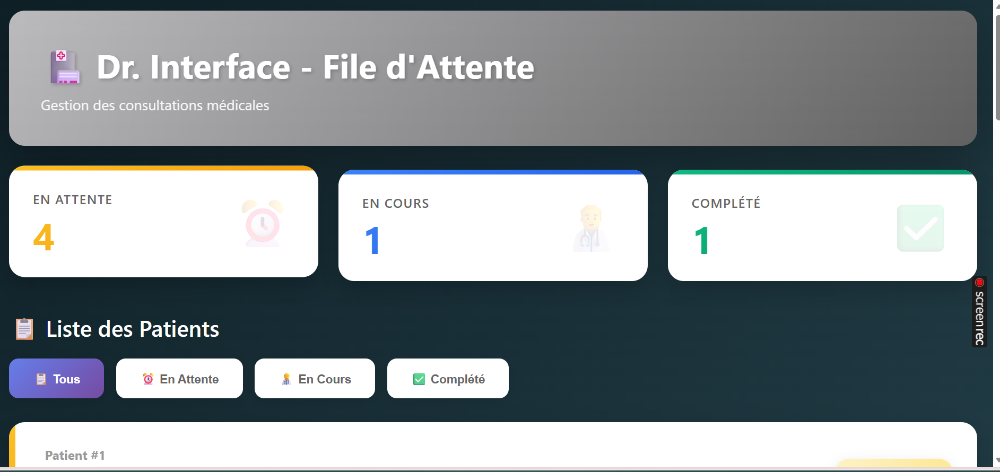 Dr. Interface - File d'Attente
Gestion des consultations médicales
EN ATTENTE
4
EN COURS
1
COMPLÉTÉ
1
screenrec
Liste des Patients
Tous
En Attente
En Cours
Complété
Patient #1